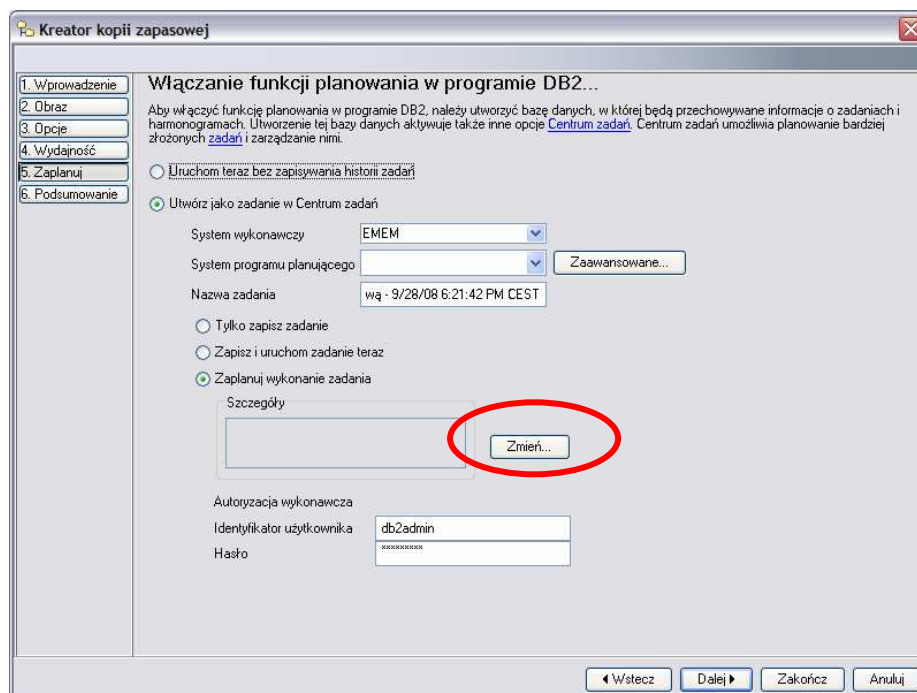 Kreator kopii zapasowej
1. Wprowadzenie
2. Obraz
3. Opcje
4. Wydajność
5. Zaplanuj
6. Podsumowanie
Włączanie funkcji planowania w programie DB2...
Aby włączyć funkcję planowania w programie DB2, należy utworzyć bazę danych, w której będą przechowywane informacje o zadaniach i
harmonogramach. Utworzenie tej bazy danych aktywuje także inne opcje Centrum zadań. Centrum zadań umożliwia planowanie bardziej
złożonych zadań i zarządzanie nimi.
Uruchom teraz bez zapisywania historii zadań
Utwórz jako zadanie w Centrum zadań
System wykonawczy EMEM
System programu planującego Zaawansowane...
Nazwa zadania wą - 9/28/08 6:21:42 PM CEST
Tylko zapisz zadanie
Zapisz i uruchom zadanie teraz
Zaplanuj wykonanie zadania
Szczegóły
Zmień...
Autoryzacja wykonawcza
Identyfikator użytkownika db2admin
Hasło xxxxxxxxx
Wstecz Dalej Zakończ Anuluj